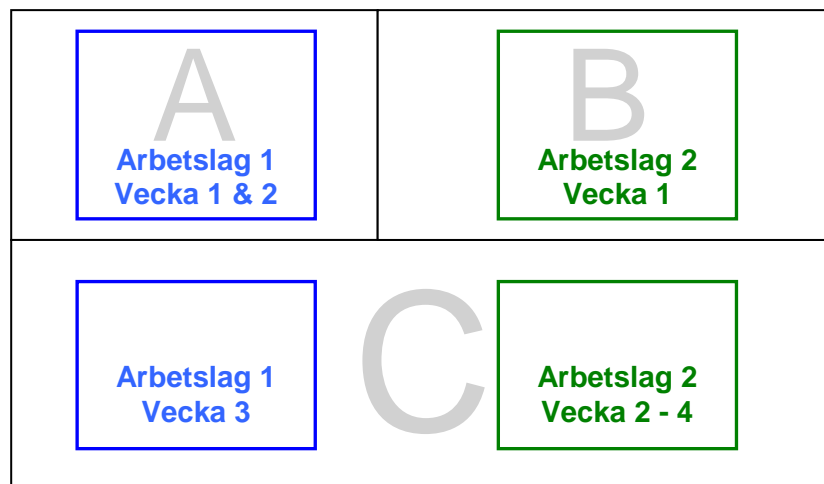 A
Arbetslag 1
Vecka 1 & 2
B
Arbetslag 2
Vecka 1
C
Arbetslag 1
Vecka 3
Arbetslag 2
Vecka 2 - 4